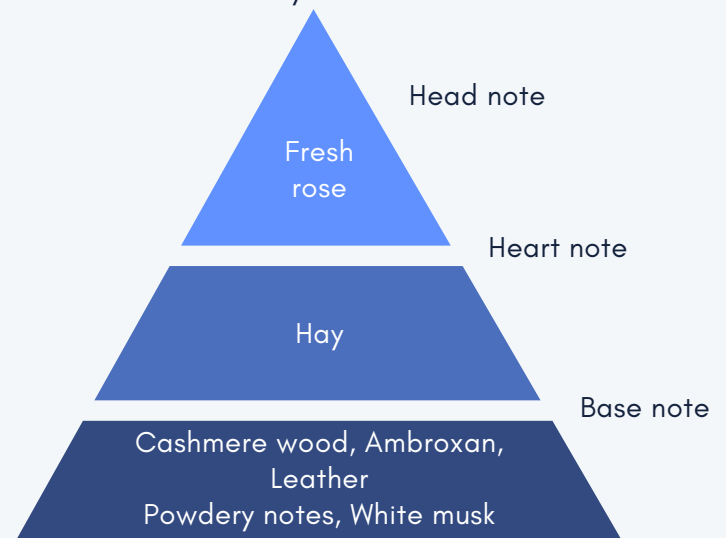 Head note
Fresh
rose
Heart note
Hay
Base note
Cashmere wood, Ambroxan,
Leather
Powdery notes, White musk